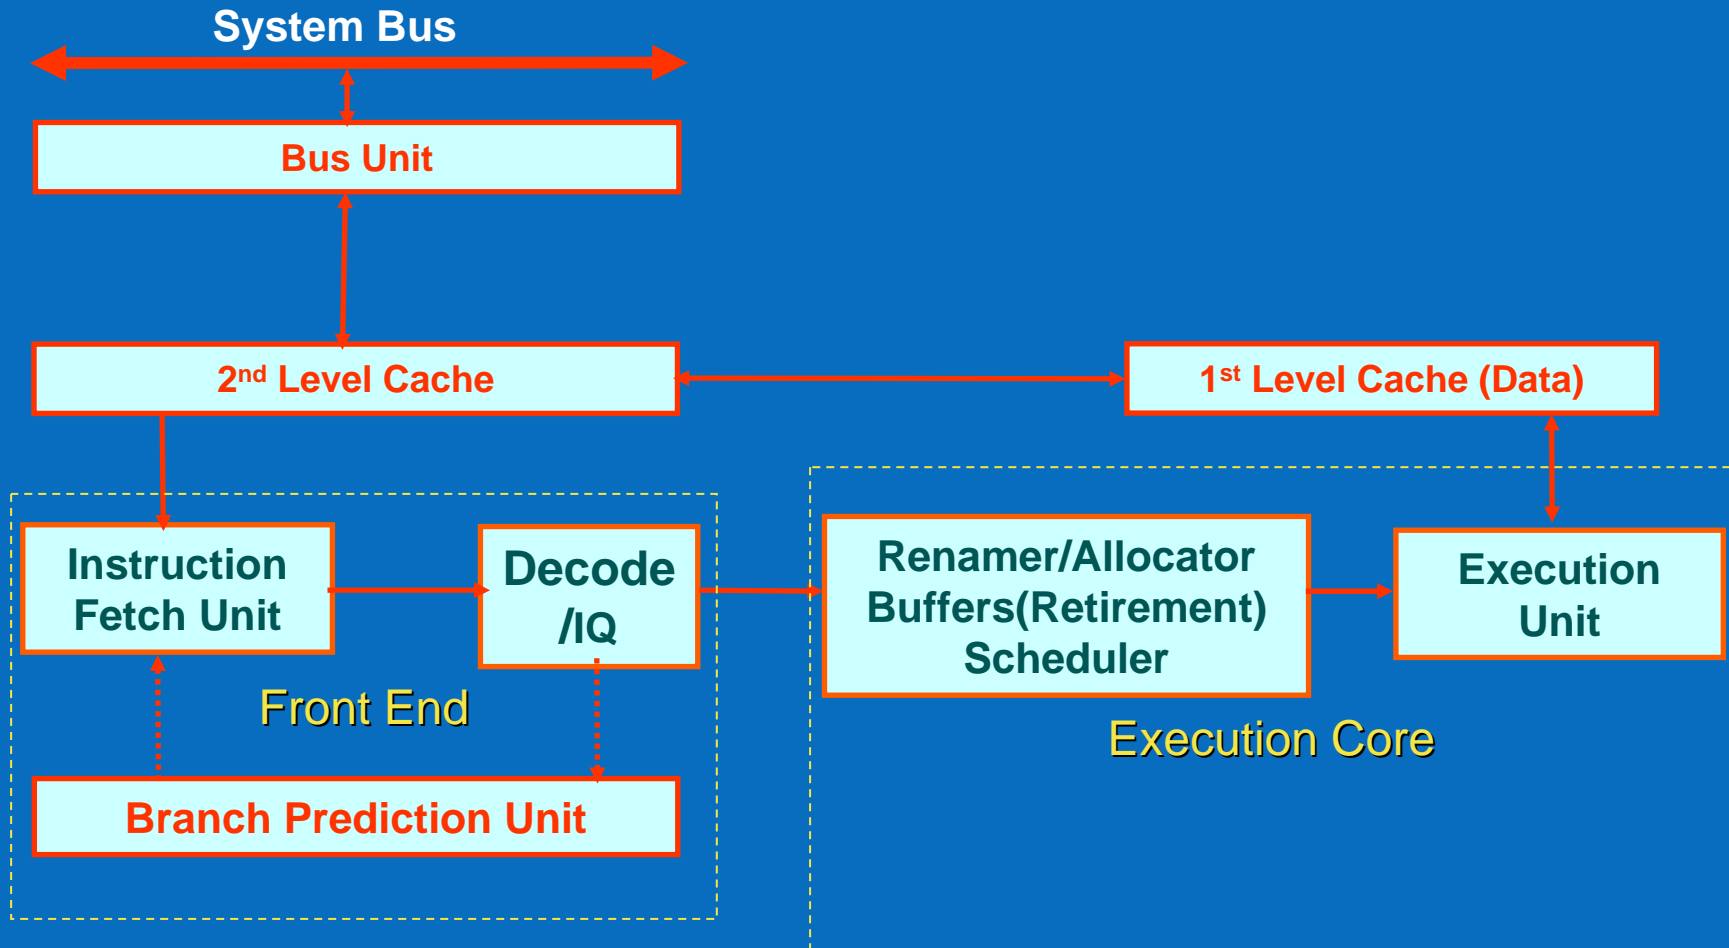 System Bus
Bus Unit
2nd Level Cache
1st Level Cache (Data)
Instruction
Fetch Unit
Decode
/IQ
Renamer/Allocator
Buffers(Retirement)
Scheduler
Execution
Unit
Front End
Execution Core
Branch Prediction Unit